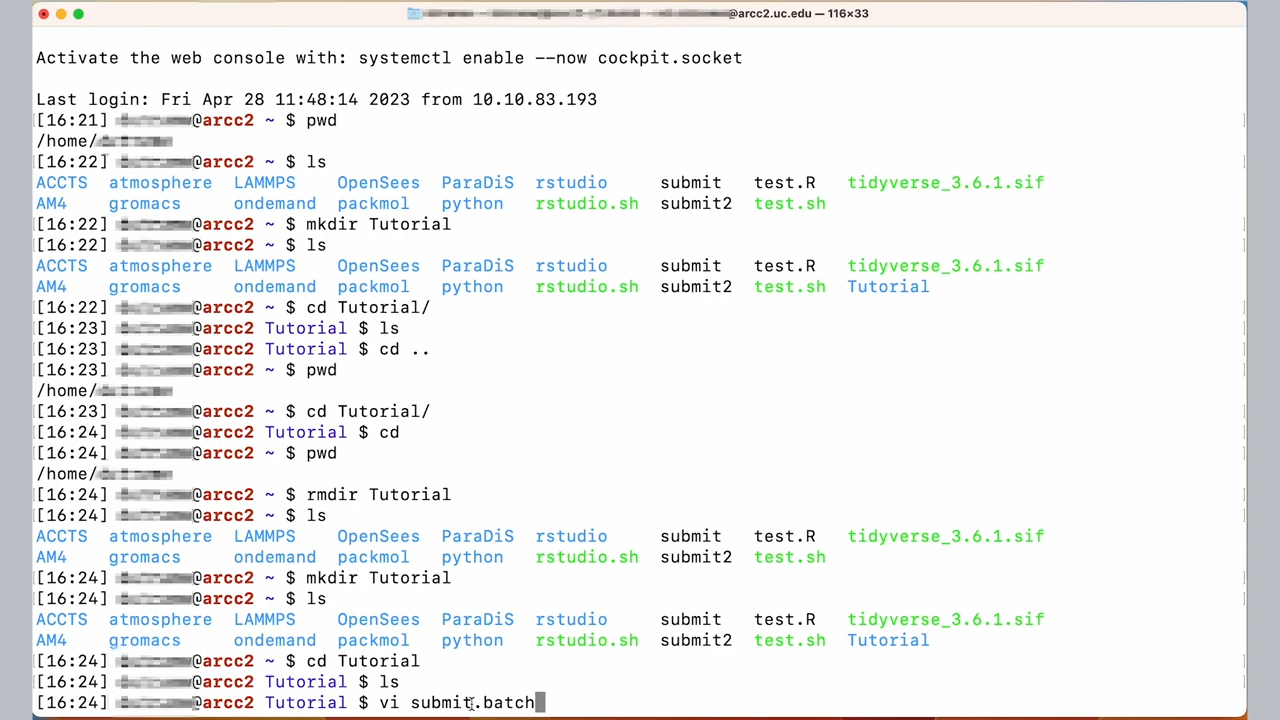 @arcc2.uc.edu — 116×33
Activate the web console with: systemctl enable --now cockpit.socket
Last login: Fri Apr 28 11:48:14 2023 from 10.10.83.193
[16:21] @arcc2 ~ $ pwd
/home/
[16:22] @arcc2 ~ $ ls
ACCTS atmosphere LAMMPS OpenSees ParaDiS rstudio submit test.R tidyverse_3.6.1.sif
AM4 gromacs ondemand packmol python rstudio.sh submit2 test.sh
[16:22] @arcc2 ~ $ mkdir Tutorial
[16:22] @arcc2 ~ $ ls
ACCTS atmosphere LAMMPS OpenSees ParaDiS rstudio submit test.R tidyverse_3.6.1.sif
AM4 gromacs ondemand packmol python rstudio.sh submit2 test.sh Tutorial
[16:22] @arcc2 ~ $ cd Tutorial/
[16:23] @arcc2 Tutorial $ ls
[16:23] @arcc2 Tutorial $ cd ..
[16:23] @arcc2 ~ $ pwd
/home/
[16:23] @arcc2 ~ $ cd Tutorial/
[16:24] @arcc2 Tutorial $ cd
[16:24] @arcc2 ~ $ pwd
/home/
[16:24] @arcc2 ~ $ rmdir Tutorial
[16:24] @arcc2 ~ $ ls
ACCTS atmosphere LAMMPS OpenSees ParaDiS rstudio submit test.R tidyverse_3.6.1.sif
AM4 gromacs ondemand packmol python rstudio.sh submit2 test.sh
[16:24] @arcc2 ~ $ mkdir Tutorial
[16:24] @arcc2 ~ $ ls
ACCTS atmosphere LAMMPS OpenSees ParaDiS rstudio submit test.R tidyverse_3.6.1.sif
AM4 gromacs ondemand packmol python rstudio.sh submit2 test.sh Tutorial
[16:24] @arcc2 ~ $ cd Tutorial
[16:24] @arcc2 Tutorial $ ls
[16:24] @arcc2 Tutorial $ vi submit.batch